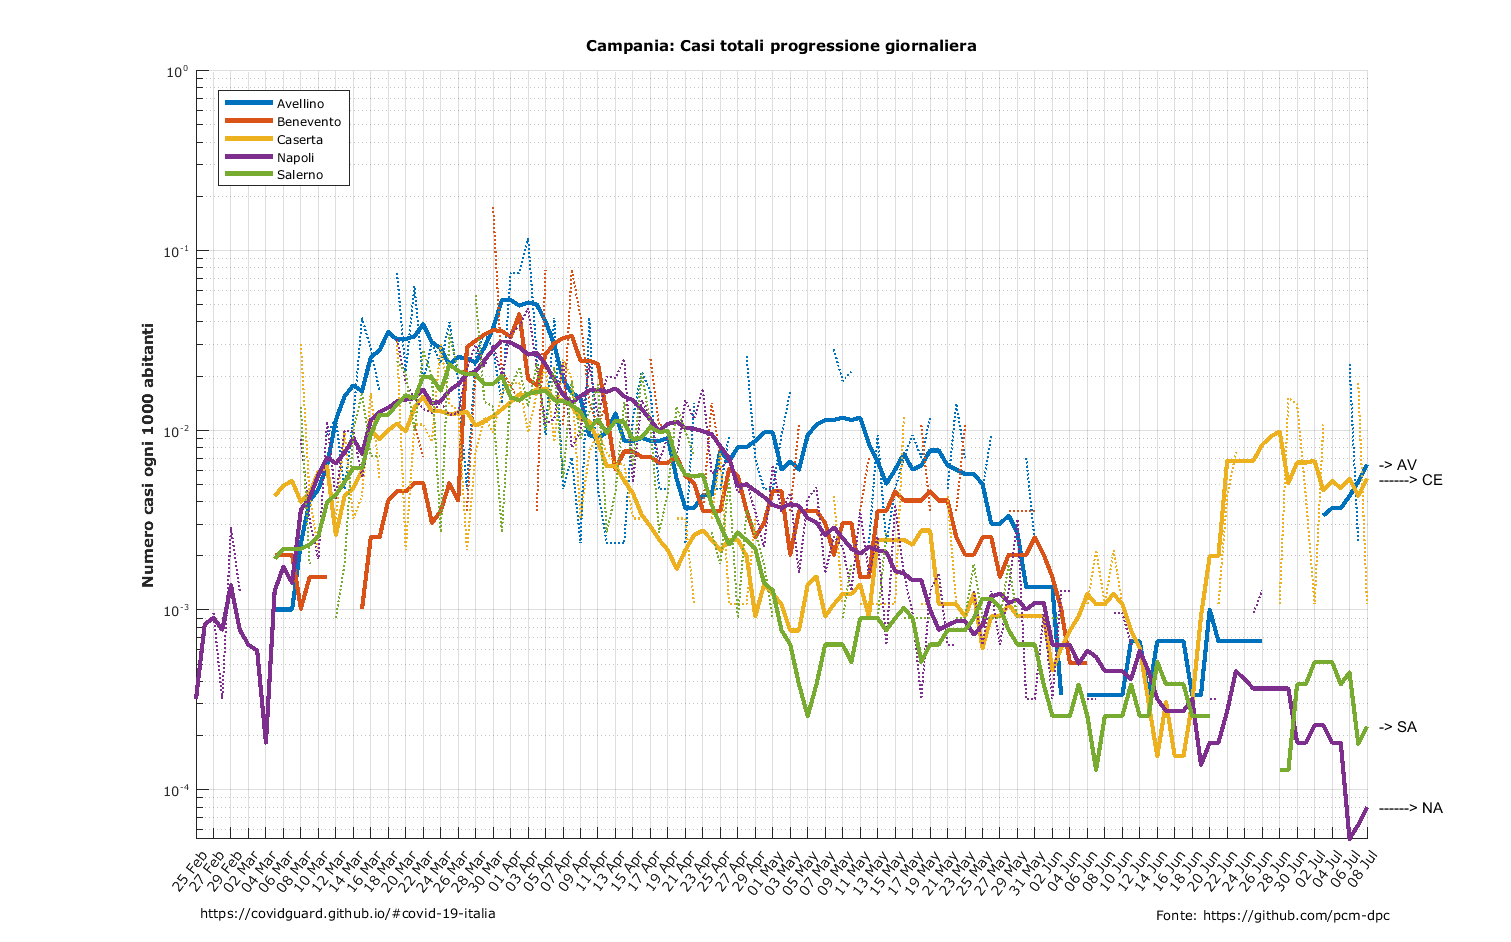 Campania: Casi totali progressione giornaliera
10^0
10^-1
10^-2
10^-3
10^-4
Numero casi ogni 1000 abitanti
Avellino
Benevento
Caserta
Napoli
Salerno
-> AV
------> CE
-> SA
------> NA
25 Feb
27 Feb
29 Feb
02 Mar
04 Mar
06 Mar
08 Mar
10 Mar
12 Mar
14 Mar
16 Mar
18 Mar
20 Mar
22 Mar
24 Mar
26 Mar
28 Mar
30 Mar
01 Apr
03 Apr
05 Apr
07 Apr
09 Apr
11 Apr
13 Apr
15 Apr
17 Apr
19 Apr
21 Apr
23 Apr
25 Apr
27 Apr
29 Apr
01 May
03 May
05 May
07 May
09 May
11 May
13 May
15 May
17 May
19 May
21 May
23 May
25 May
27 May
29 May
31 May
02 Jun
04 Jun
06 Jun
08 Jun
10 Jun
12 Jun
14 Jun
16 Jun
18 Jun
20 Jun
22 Jun
24 Jun
26 Jun
28 Jun
30 Jun
02 Jul
04 Jul
06 Jul
08 Jul
https://covidguard.github.io/#covid-19-italia
Fonte: https://github.com/pcm-dpc